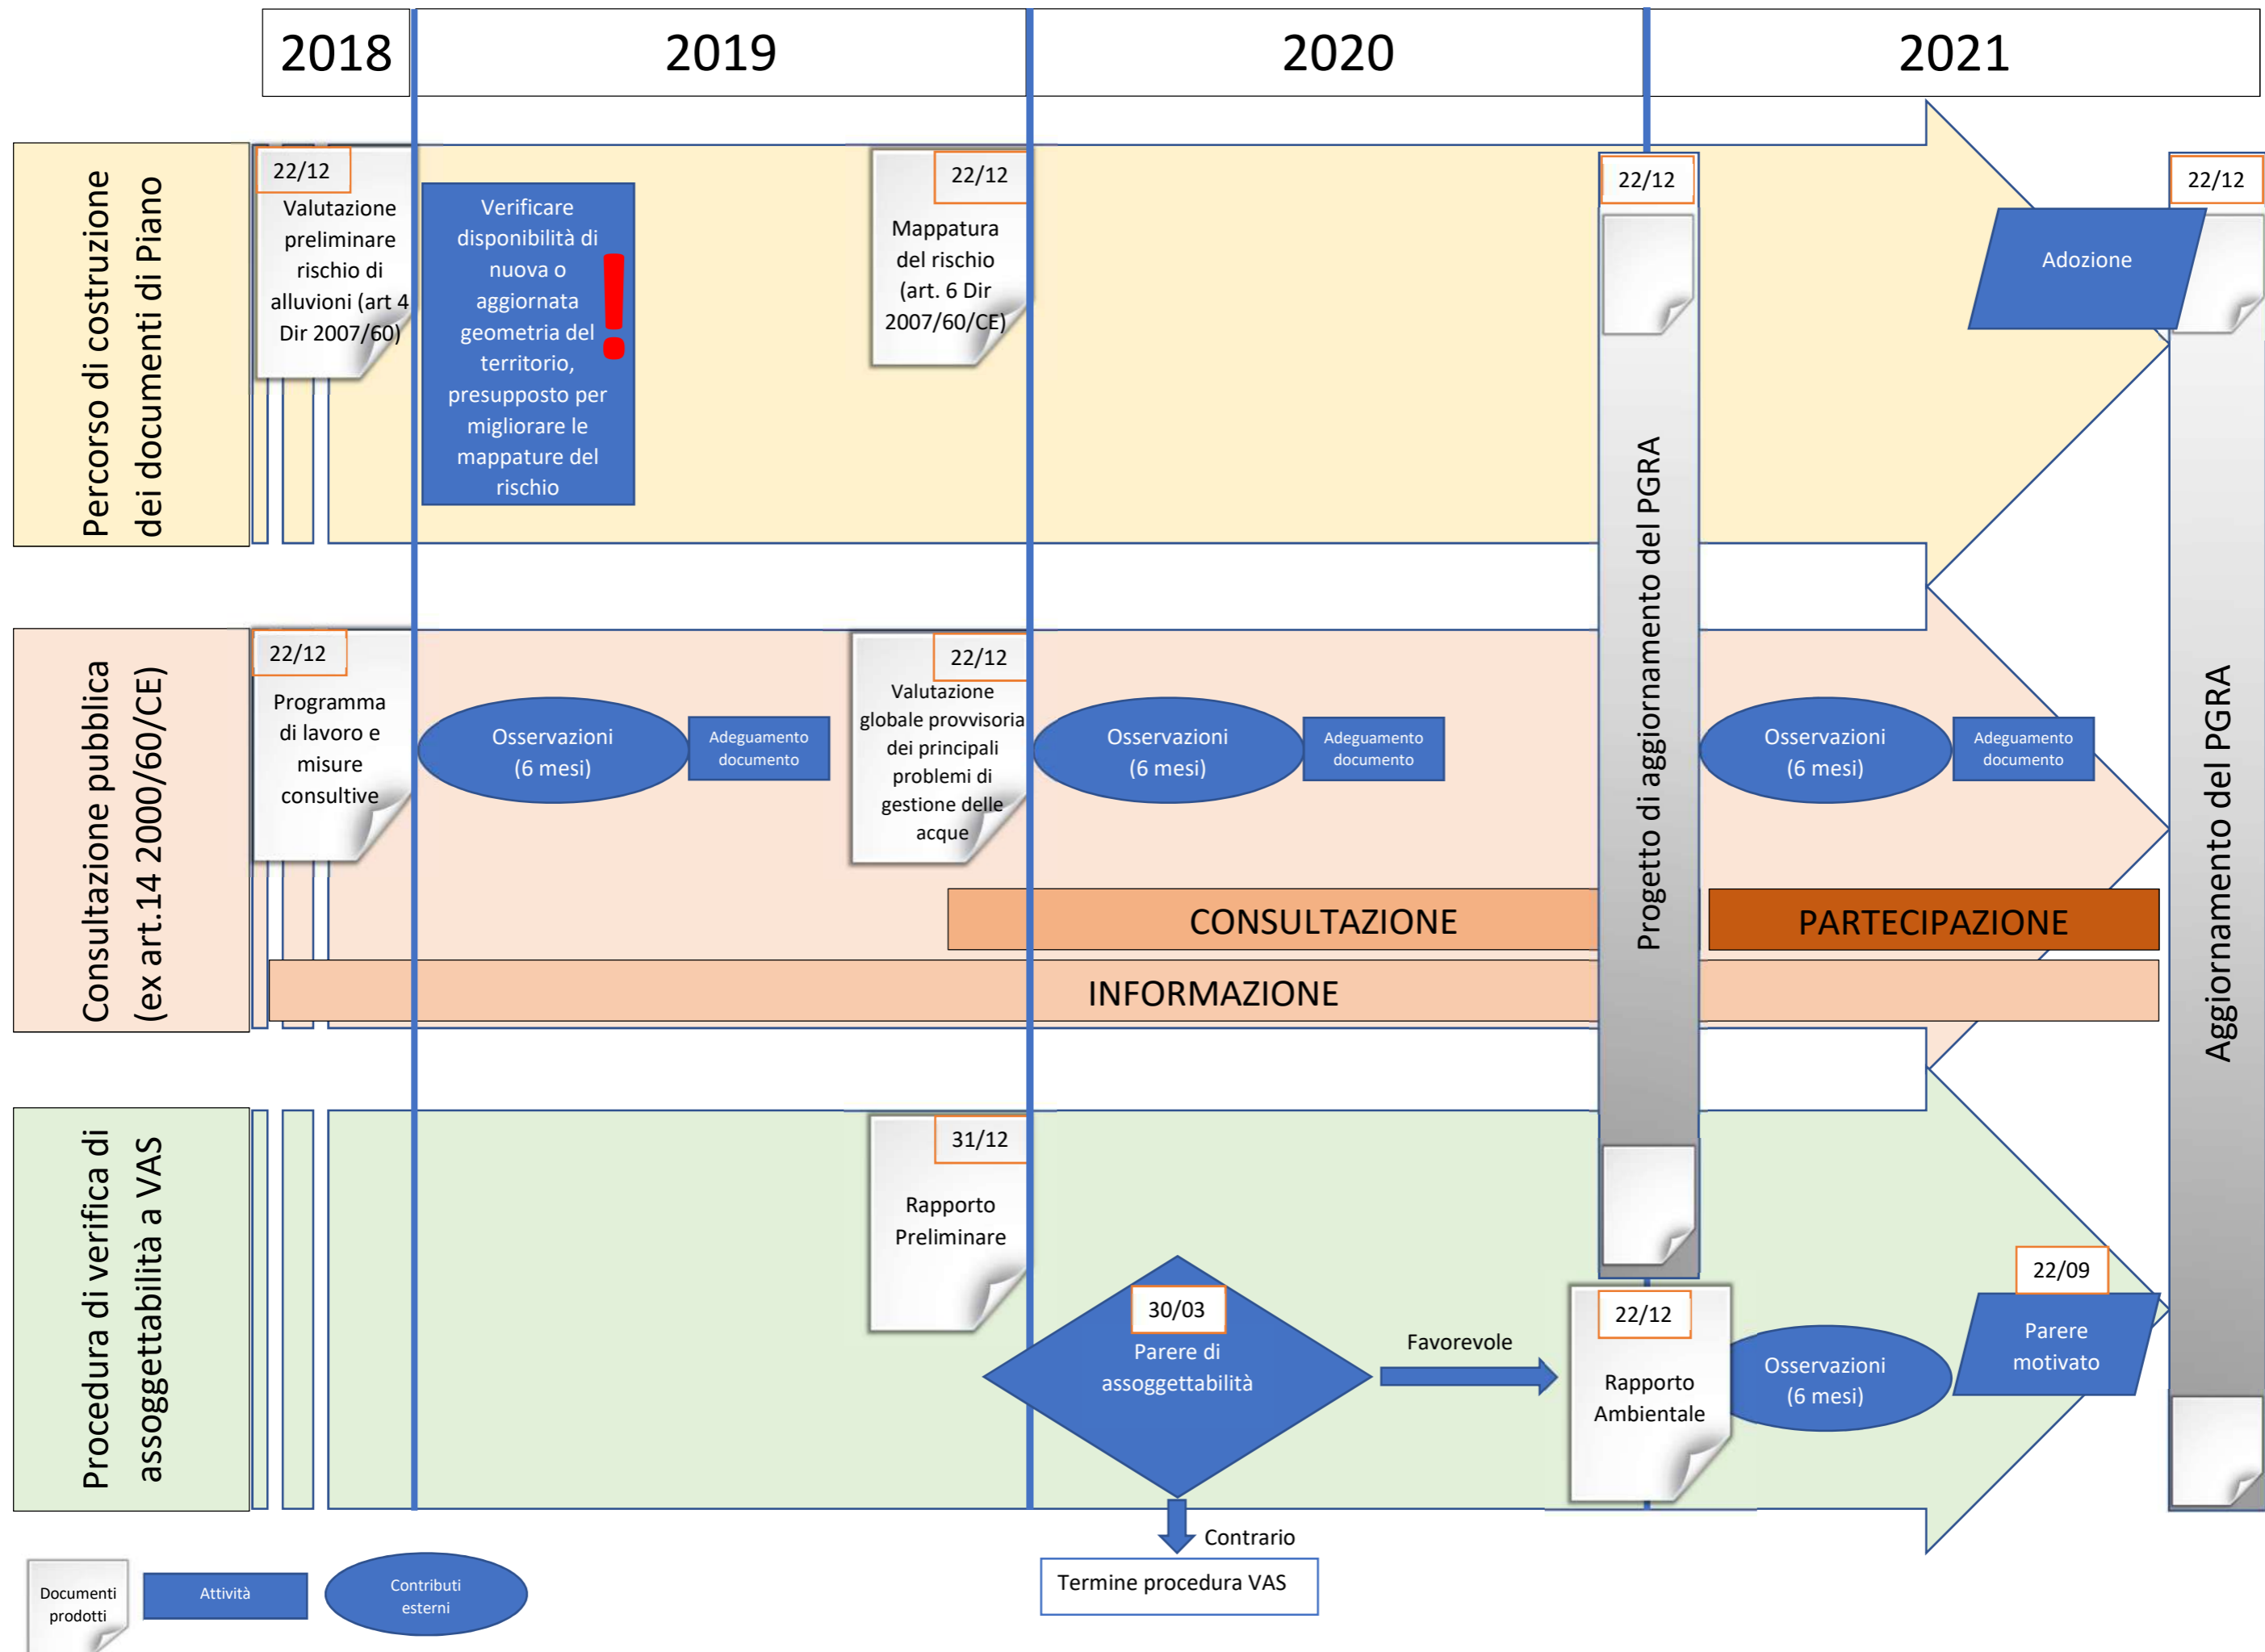 2018
2019
2020
2021
Percorso di costruzione
dei documenti di Piano
22/12
Valutazione
preliminare
rischio di
alluvioni (art 4
Dir 2007/60)
Verificare
disponibilità di
nuova o
aggiornata
geometria del
territorio,
presupposto per
migliorare le
mappature del
rischio
!
22/12
Mappatura
del rischio
(art. 6 Dir
2007/60/CE)
22/12
Progetto di aggiornamento del PGRA
Adozione
22/12
Aggiornamento del PGRA
Consultazione pubblica
(ex art.14 2000/60/CE)
22/12
Programma
di lavoro e
misure
consultive
Osservazioni
(6 mesi)
Adeguamento
documento
22/12
Valutazione
globale provvisoria
dei principali
problemi di
gestione delle
acque
Osservazioni
(6 mesi)
Adeguamento
documento
Osservazioni
(6 mesi)
Adeguamento
documento
CONSULTAZIONE
PARTECIPAZIONE
INFORMAZIONE
Procedura di verifica di
assoggettabilità a VAS
31/12
Rapporto
Preliminare
30/03
Parere di
assoggettabilità
Favorevole
22/12
Rapporto
Ambientale
Osservazioni
(6 mesi)
22/09
Parere
motivato
Contrario
Termine procedura VAS
Documenti
prodotti
Attività
Contributi
esterni